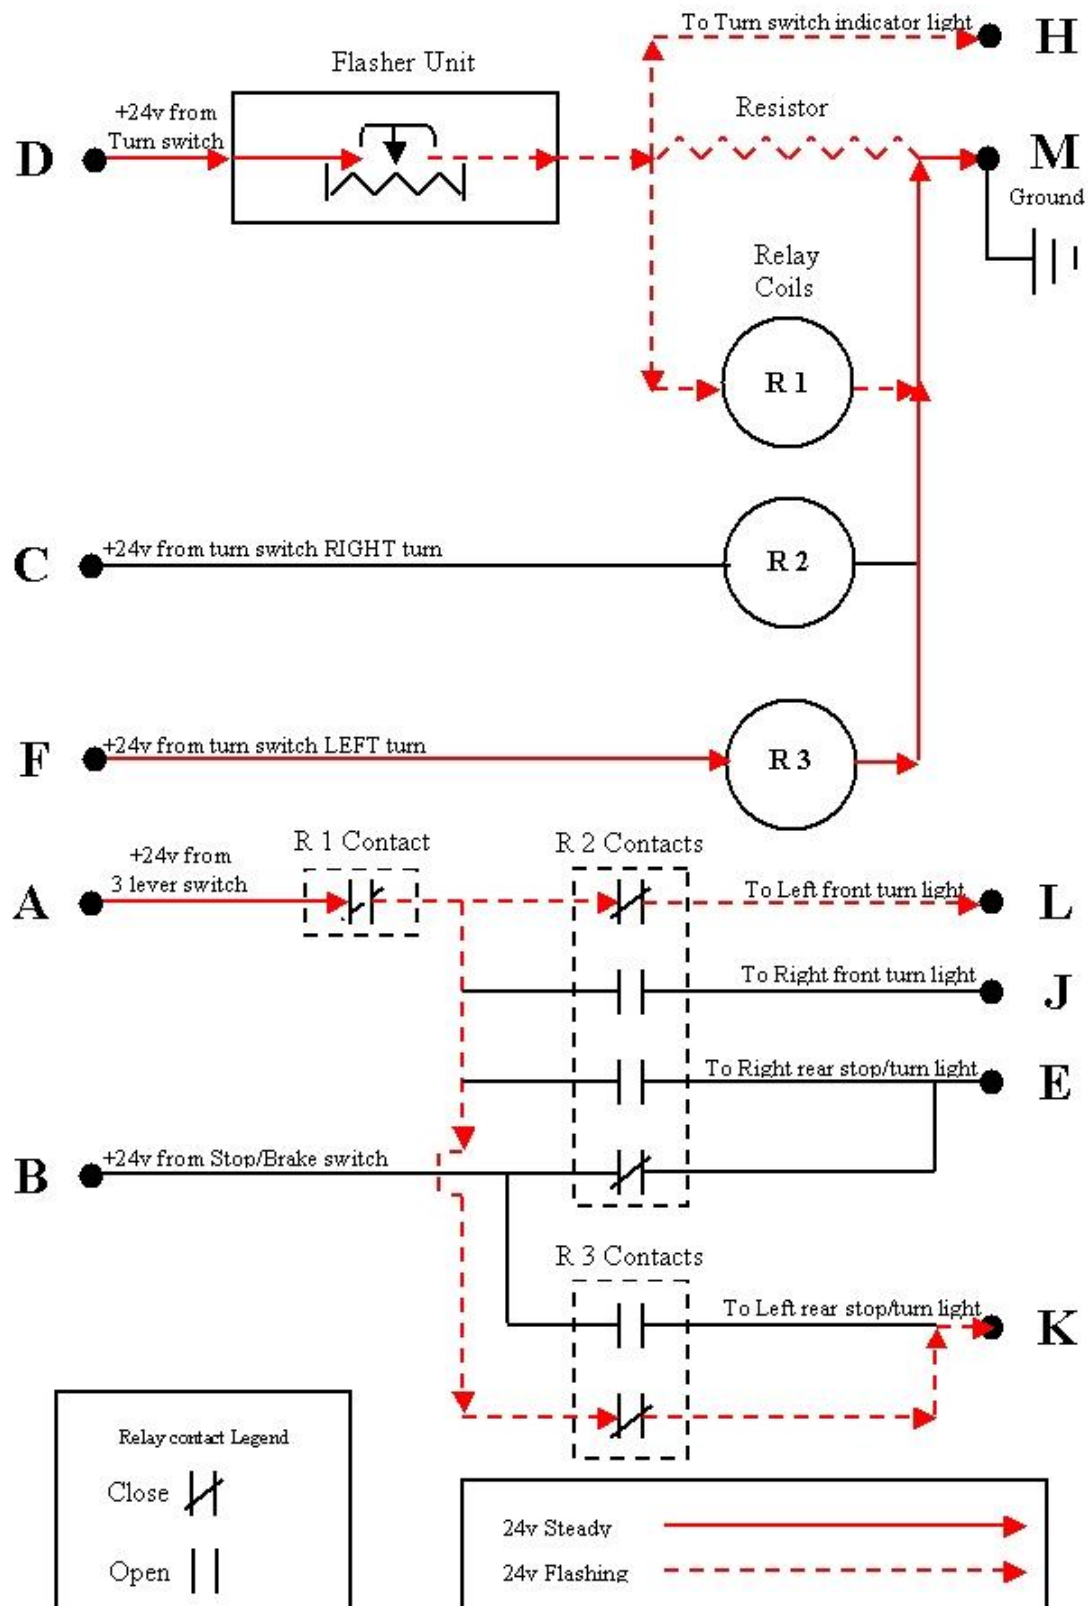 To Turn switch indicator light
H
Flasher Unit
+24v from
Turn switch
Resistor
D
M
Ground
Relay
Coils
R 1
C
+24v from turn switch RIGHT turn
R 2
F
+24v from turn switch LEFT turn
R 3
R 1 Contact
R 2 Contacts
+24v from
3 lever switch
A
To Left front turn light
L
To Right front turn light
J
To Right rear stop/turn light
E
B
+24v from Stop/Brake switch
R 3 Contacts
To Left rear stop/turn light
K
Relay contact Legend
Close
Open
24v Steady
24v Flashing